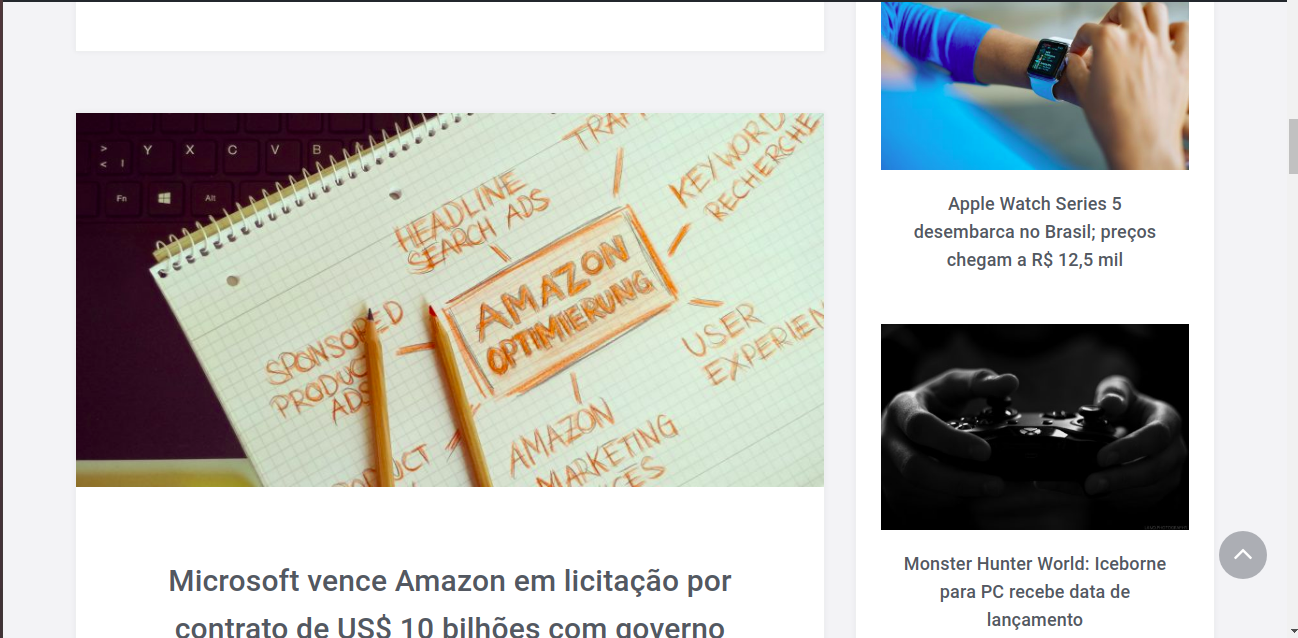 > Y X C V B
< |
Fn Alt
HEADLINE
SEARCH ADS
KEYWORD
RECHERCHE
AMAZON
OPTIMIERUNG
SPONSORED
PRODUCT
ADS
USER
AMAZON
MARKETING
Microsoft vence Amazon em licitação por
contrato de US$ 10 bilhões com governo
Apple Watch Series 5
desembarca no Brasil; preços
chegam a R$ 12,5 mil
Monster Hunter World: Iceborne
para PC recebe data de
lançamento